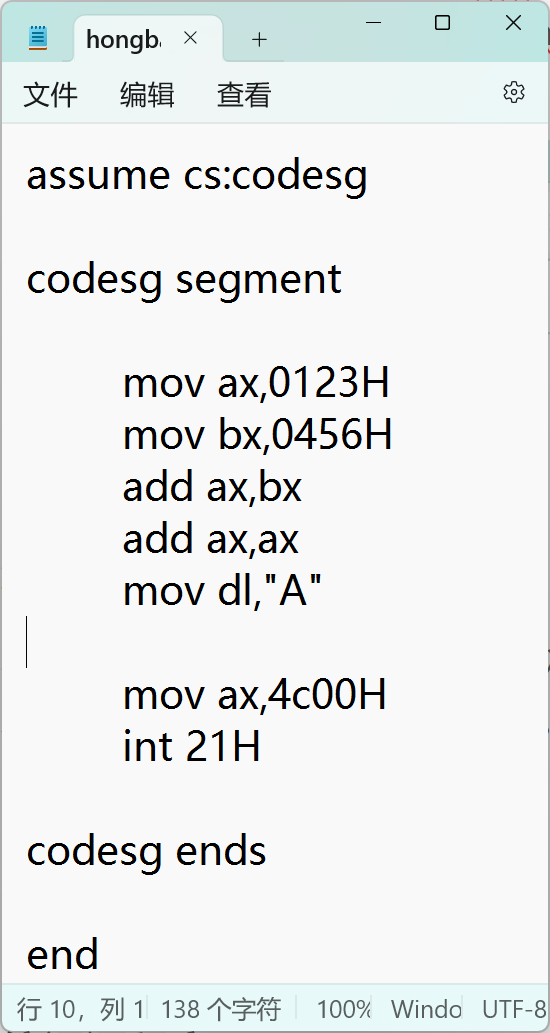 hongba
文件 编辑 查看
assume cs:codesg
codesg segment
mov ax,0123H
mov bx,0456H
add ax,bx
add ax,ax
mov dl,"A"
mov ax,4c00H
int 21H
codesg ends
end
行 10，列 1 138 个字符 100% Windo UTF-8